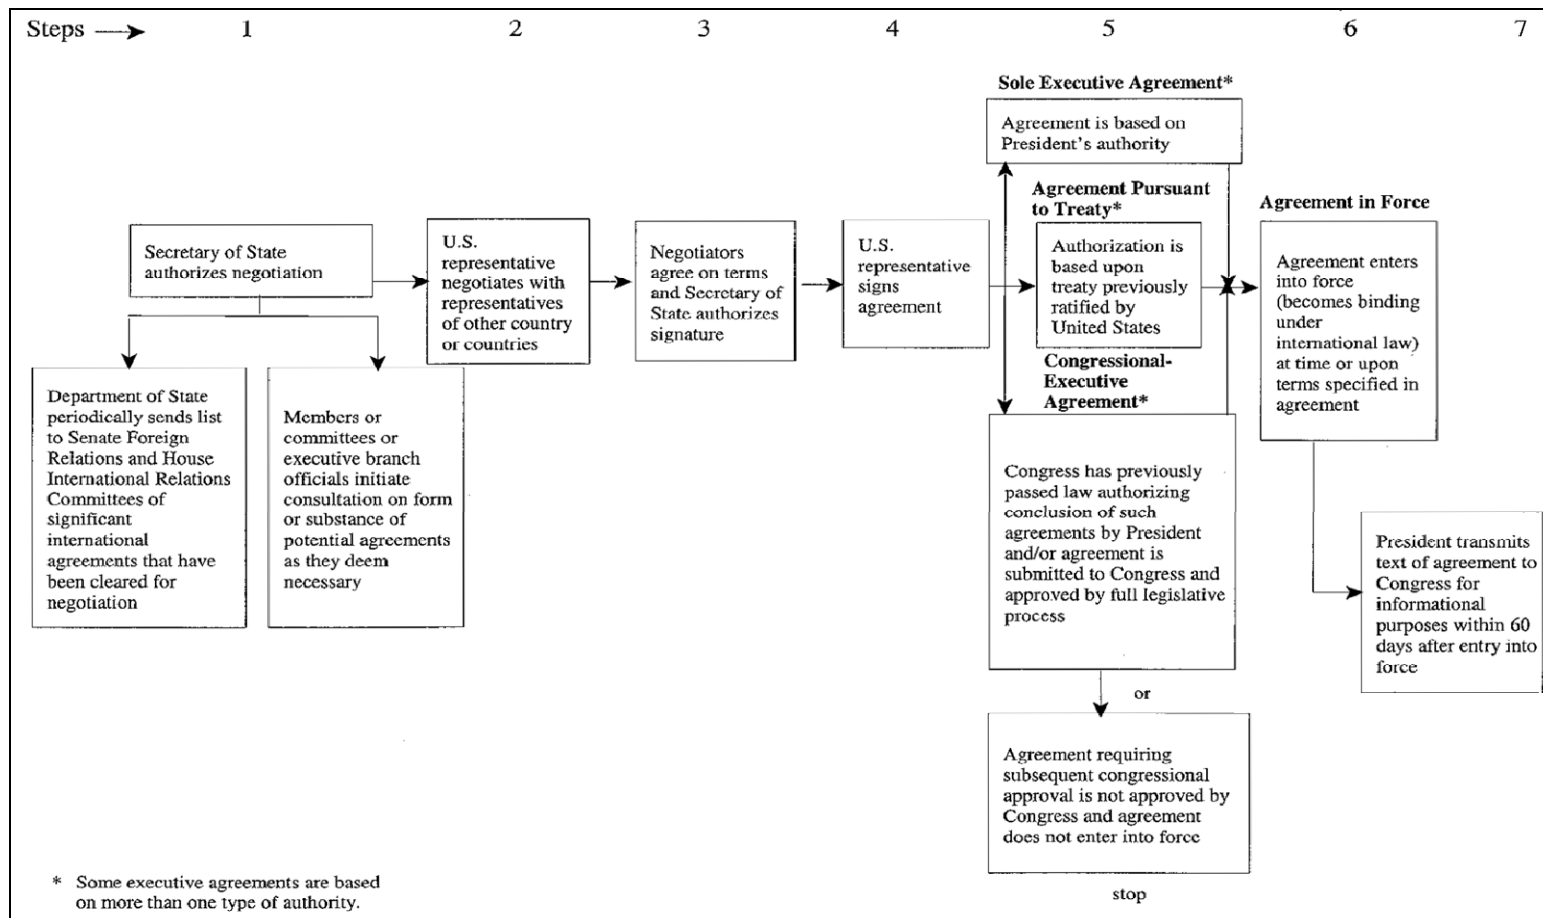 Steps 1 2 3 4 5 6 7
Secretary of State
authorizes negotiation
Department of State
periodically sends list
to Senate Foreign
Relations and House
International Relations
Committees of
significant
international
agreements that have
been cleared for
negotiation
Members or
committees or
executive branch
officials initiate
consultation on form
or substance of
potential agreements
as they deem
necessary
U.S.
representative
negotiates with
representatives
of other country
or countries
Negotiators
agree on terms
and Secretary of
State authorizes
signature
U.S.
representative
signs
agreement
Sole Executive Agreement*
Agreement is based on
President's authority
Agreement Pursuant
to Treaty*
Authorization is
based upon
treaty previously
ratified by
United States
Congressional-
Executive
Agreement*
Congress has previously
passed law authorizing
conclusion of such
agreements by President
and/or agreement is
submitted to Congress and
approved by full legislative
process
or
Agreement requiring
subsequent congressional
approval is not approved by
Congress and agreement
does not enter into force
stop
Agreement in Force
Agreement enters
into force
(becomes binding
under
international law)
at time or upon
terms specified in
agreement
President transmits
text of agreement to
Congress for
informational
purposes within 60
days after entry into
force
* Some executive agreements are based
on more than one type of authority.